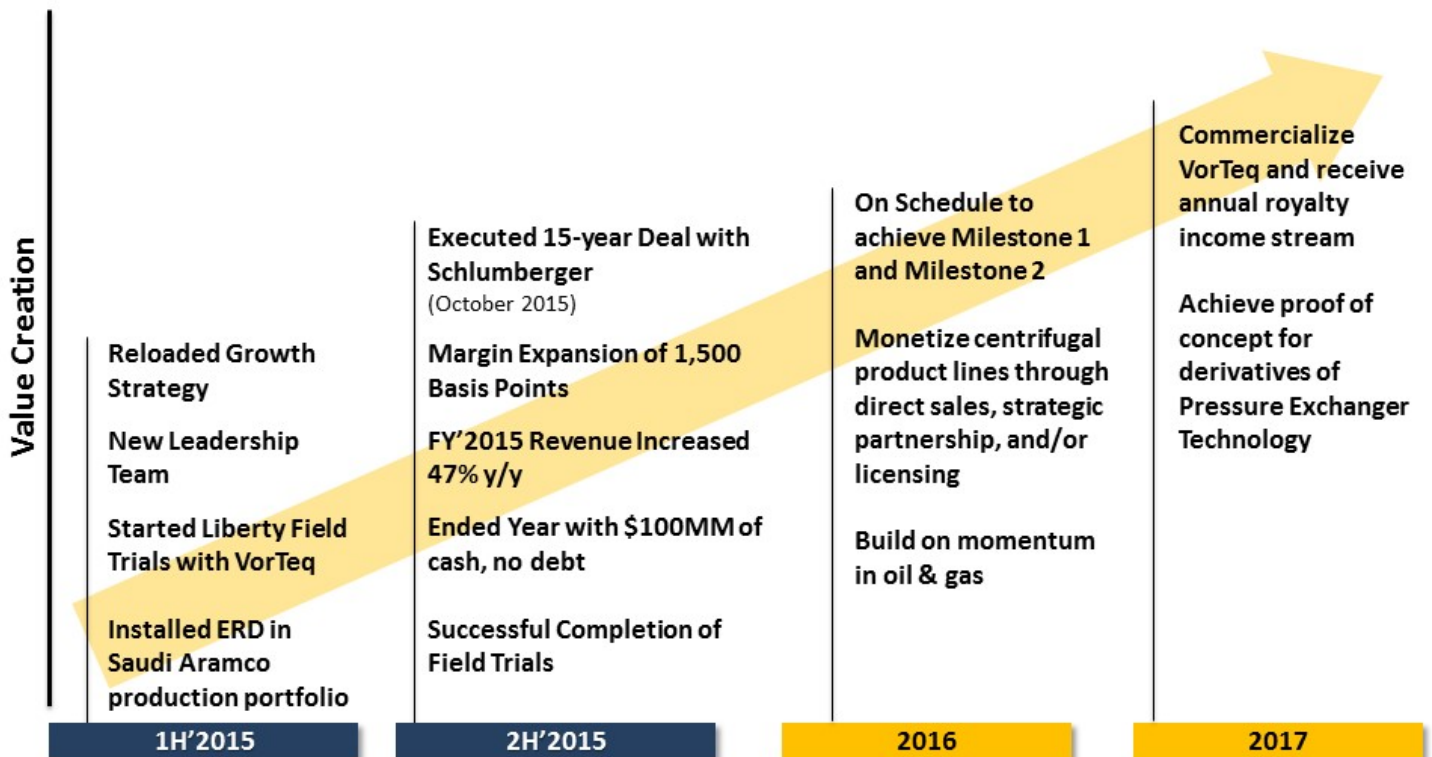 Value Creation
Reloaded Growth
Strategy
New Leadership
Team
Started Liberty Field
Trials with VorTeq
Installed ERD in
Saudi Aramco
production portfolio
1H’2015
Executed 15-year Deal with
Schlumberger
(October 2015)
Margin Expansion of 1,500
Basis Points
FY’2015 Revenue Increased
47% y/y
Ended Year with $100MM of
cash, no debt
Successful Completion of
Field Trials
2H’2015
On Schedule to
achieve Milestone 1
and Milestone 2
Monetize centrifugal
product lines through
direct sales, strategic
partnership, and/or
licensing
Build on momentum
in oil & gas
2016
Commercialize
VorTeq and receive
annual royalty
income stream
Achieve proof of
concept for
derivatives of
Pressure Exchanger
Technology
2017